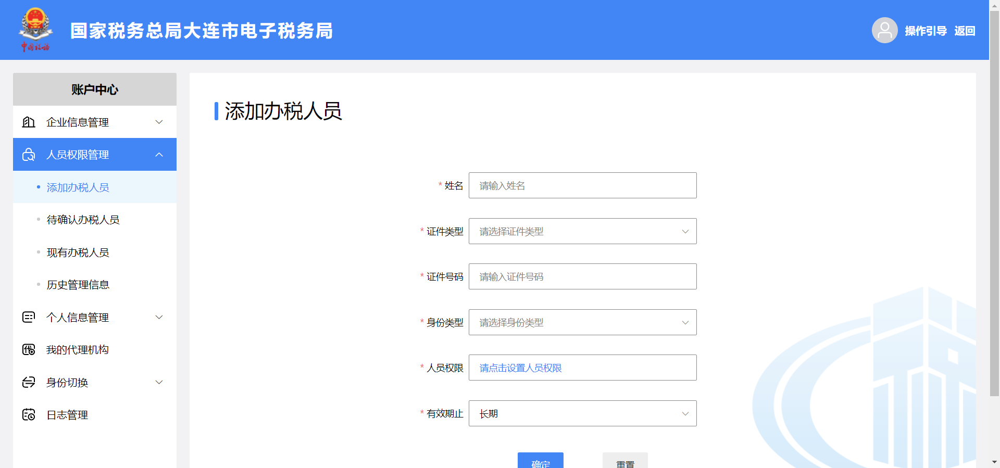 中国税务
国家税务总局大连市电子税务局
操作引导 返回
账户中心
企业信息管理
人员权限管理
添加办税人员
待确认办税人员
现有办税人员
历史管理信息
个人信息管理
我的代理机构
身份切换
日志管理
添加办税人员
* 姓名 请输入姓名
* 证件类型 请选择证件类型
* 证件号码 请输入证件号码
* 身份类型 请选择身份类型
* 人员权限 请点击设置人员权限
* 有效期止 长期
确定 重置